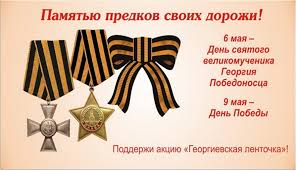 Памятью предков своих дорожи!
6 мая –
День святого
великомученика
Георгия
Победоносца
9 мая –
День Победы
Поддержи акцию «Георгиевская ленточка»!